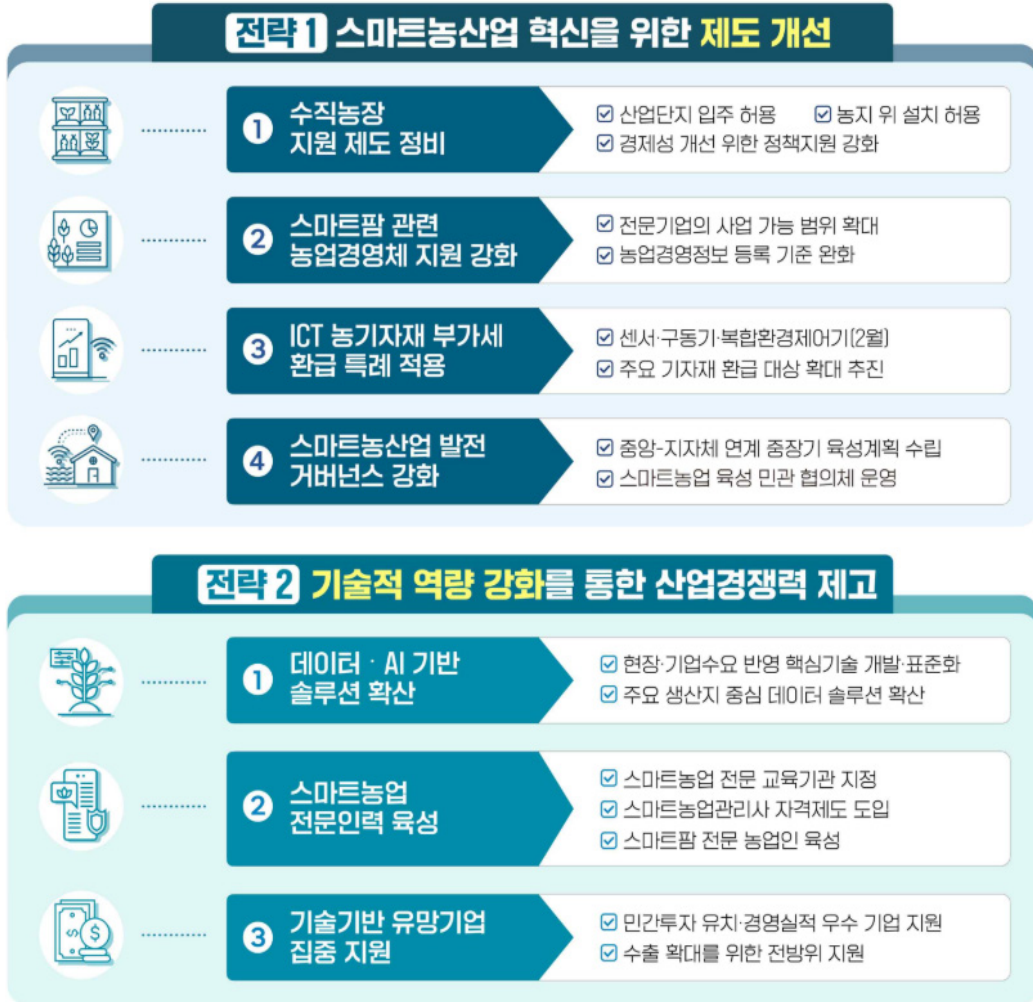 전략 1 스마트농산업 혁신을 위한 제도 개선
1 수직농장
지원 제도 정비
산업단지 입주 허용 농지 위 설치 허용
경제성 개선 위한 정책지원 강화
2 스마트팜 관련
농업경영체 지원 강화
전문기업의 사업 가능 범위 확대
농업경영정보 등록 기준 완화
3 ICT 농기자재 부가세
환급 특례 적용
센서·구동기·복합환경제어기(2월)
주요 기자재 환급 대상 확대 추진
4 스마트농산업 발전
거버넌스 강화
중앙-지자체 연계 중장기 육성계획 수립
스마트농업 육성 민관 협의체 운영
전략 2 기술적 역량 강화를 통한 산업경쟁력 제고
1 데이터 · AI 기반
솔루션 확산
현장·기업수요 반영 핵심기술 개발·표준화
주요 생산지 중심 데이터 솔루션 확산
2 스마트농업
전문인력 육성
스마트농업 전문 교육기관 지정
스마트농업관리사 자격제도 도입
스마트팜 전문 농업인 육성
3 기술기반 유망기업
집중 지원
민간투자 유치·경영실적 우수 기업 지원
수출 확대를 위한 전방위 지원